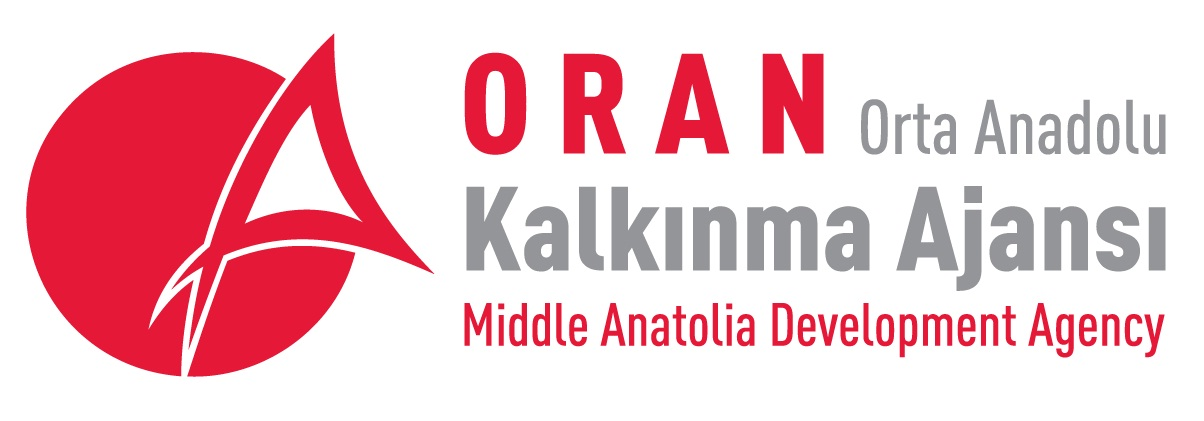 ORAN Orta Anadolu
Kalkınma Ajansı
Middle Anatolia Development Agency